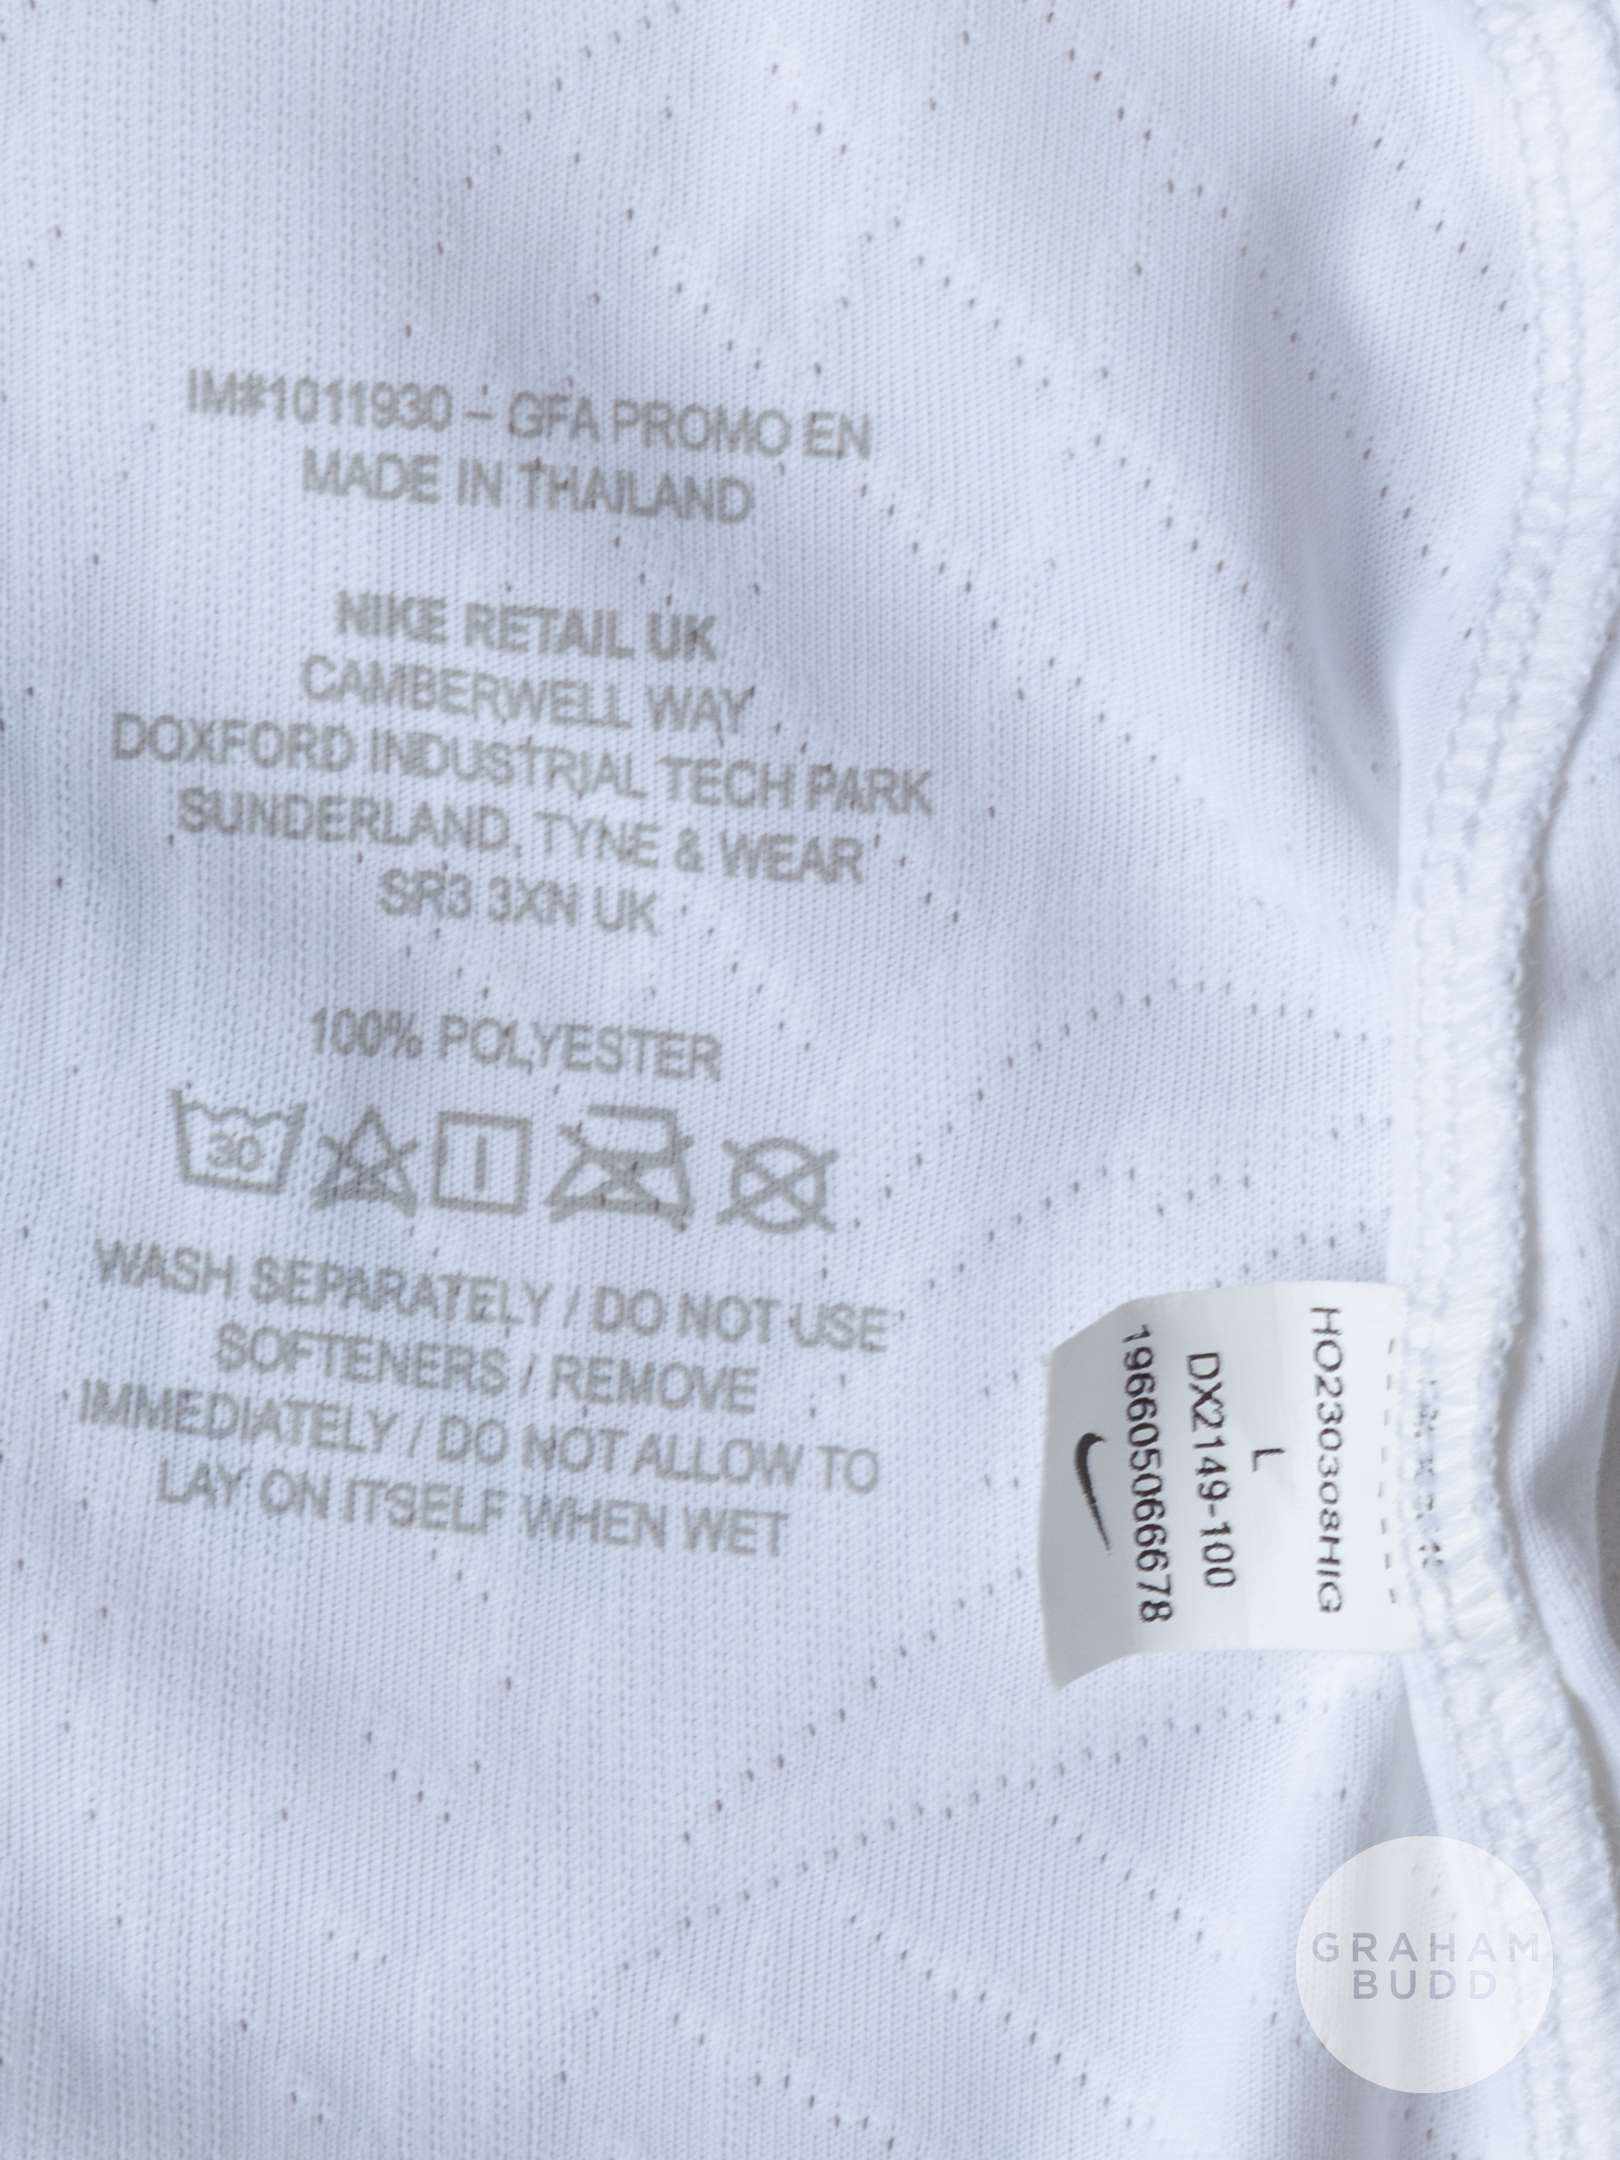 IM#1011930 – GFA PROMO EN
MADE IN THAILAND
NIKE RETAIL UK
CAMBERWELL WAY
DOXFORD INDUSTRIAL TECH PARK
SUNDERLAND, TYNE & WEAR
SR3 3XN UK
100% POLYESTER
30
WASH SEPARATELY / DO NOT USE
SOFTENERS / REMOVE
IMMEDIATELY / DO NOT ALLOW TO
LAY ON ITSELF WHEN WET
HO230308HIG
L
DX2149-100
196605066678
GRAHAM
BUDD